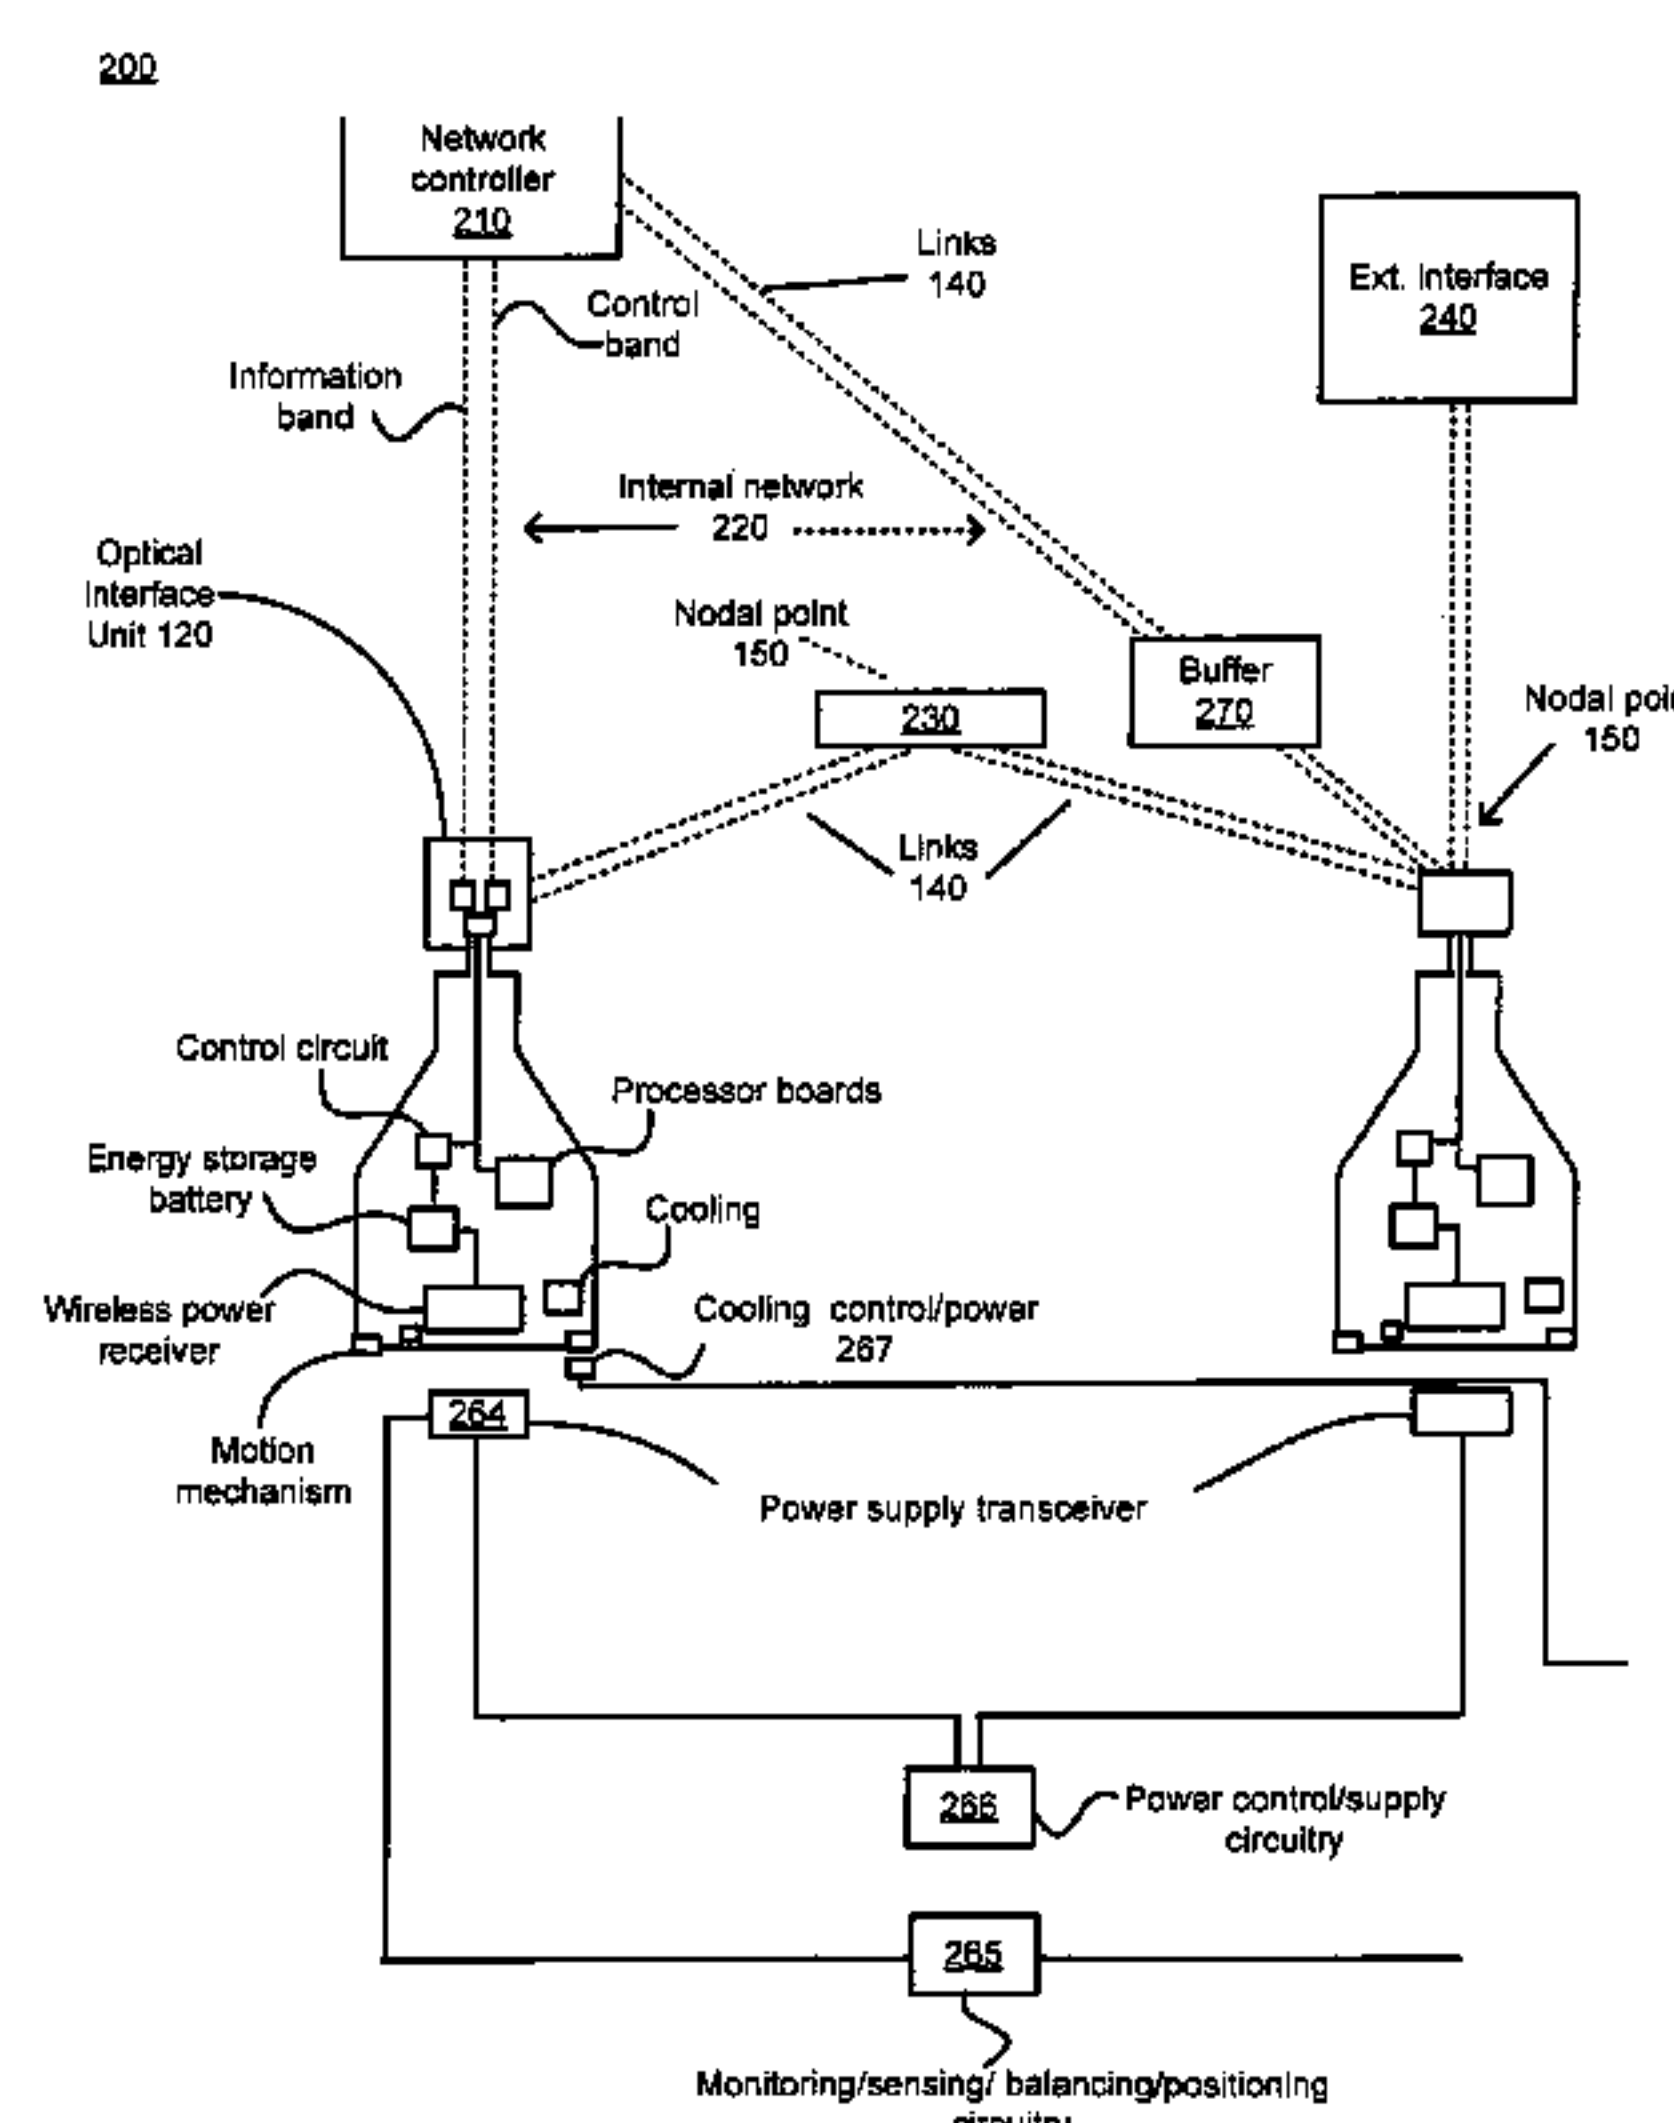 200
Network
controller
210
Links
140
Ext. Interface
240
Control
band
Information
band
Internal network
220
Optical
Interface
Unit 120
Nodal point
150
Buffer
270
230
Nodal poi
150
Links
140
Control circuit
Processor boards
Energy storage
battery
Cooling
Wireless power
receiver
Cooling control/power
267
264
Motion
mechanism
Power supply transceiver
266
Power control/supply
circuitry
265
Monitoring/sensing/ balancing/positioning